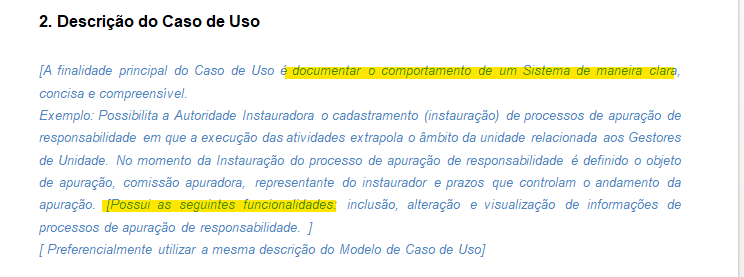 2. Descrição do Caso de Uso
[A finalidade principal do Caso de Uso é documentar o comportamento de um Sistema de maneira clara,
concisa e compreensível.
Exemplo: Possibilita a Autoridade Instauradora o cadastramento (instauração) de processos de apuração de
responsabilidade em que a execução das atividades extrapola o âmbito da unidade relacionada aos Gestores
de Unidade. No momento da Instauração do processo de apuração de responsabilidade é definido o objeto
de apuração, comissão apuradora, representante do instaurador e prazos que controlam o andamento da
apuração. [Possui as seguintes funcionalidades: inclusão, alteração e visualização de informações de
processos de apuração de responsabilidade. ]
[ Preferencialmente utilizar a mesma descrição do Modelo de Caso de Uso]